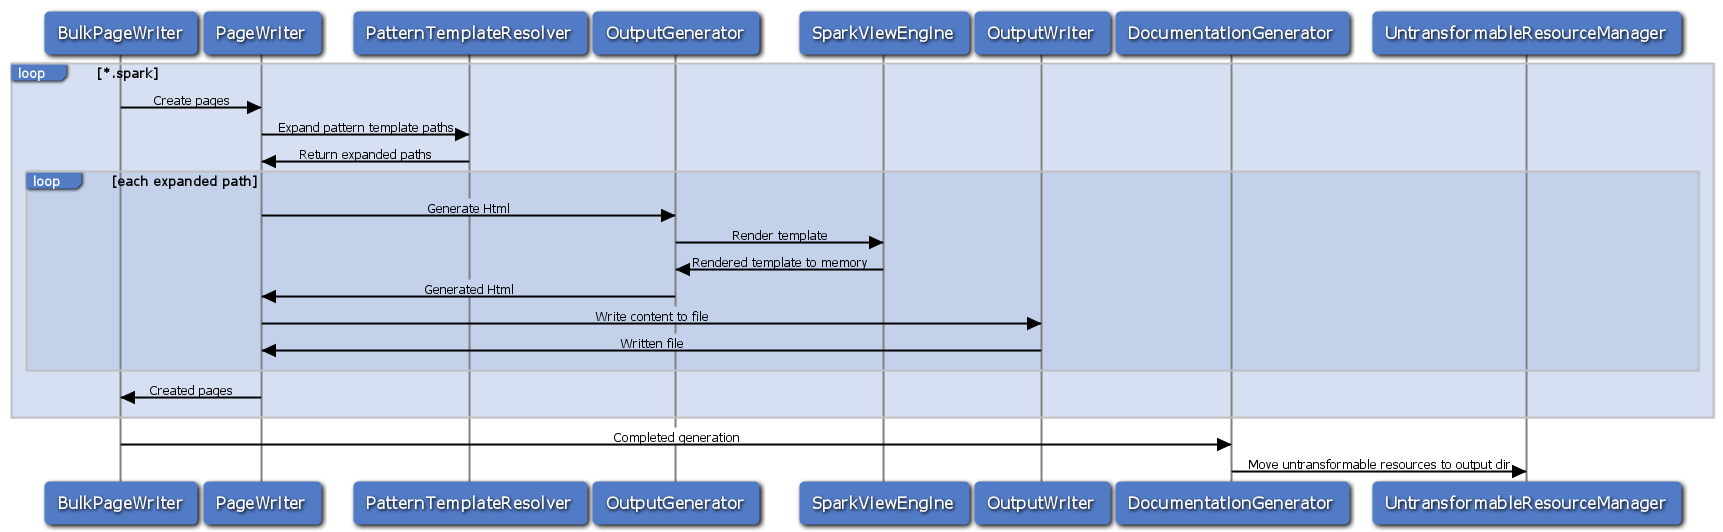 BulkPageWriter PageWriter PatternTemplateResolver OutputGenerator SparkViewEngine OutputWriter DocumentationGenerator UntransformableResourceManager
loop [*.spark]
Create pages
Expand pattern template paths
Return expanded paths
loop [each expanded path]
Generate Html
Render template
Rendered template to memory
Generated Html
Write content to file
Written file
Created pages
Completed generation
Move untransformable resources to output dir
BulkPageWriter PageWriter PatternTemplateResolver OutputGenerator SparkViewEngine OutputWriter DocumentationGenerator UntransformableResourceManager